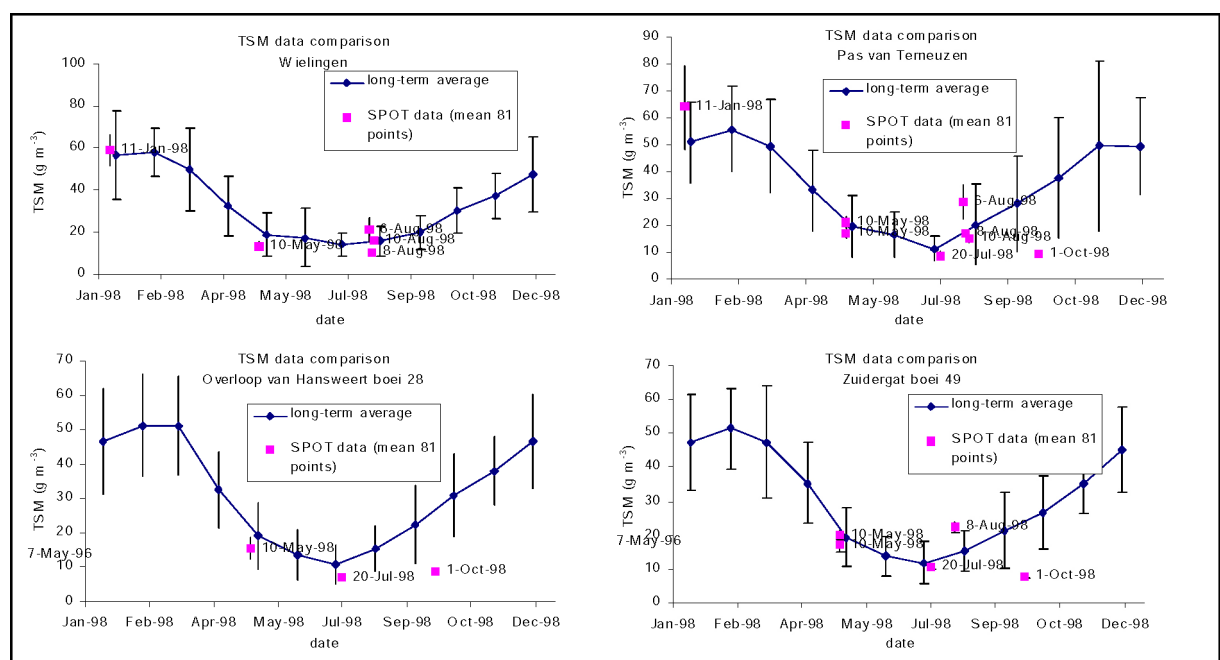 TSM data comparison
Wielingen
long-term average
SPOT data (mean 81
points)
TSM (g m-3)
100
80
60
40
20
0
11-Jan-98
10-May-98
6-Aug-98
10-Aug-98
8-Aug-98
Jan-98 Feb-98 Apr-98 May-98 Jul-98 Sep-98 Oct-98 Dec-98
date
TSM data comparison
Pas van Terneuzen
long-term average
SPOT data (mean 81
points)
TSM (g m-3)
90
80
70
60
50
40
30
20
10
0
11-Jan-98
10-May-98
10-May-98
6-Aug-98
8-Aug-98
10-Aug-98
20-Jul-98
1-Oct-98
Jan-98 Feb-98 Apr-98 May-98 Jul-98 Sep-98 Oct-98 Dec-98
date
TSM data comparison
Overloop van Hansweert boei 28
long-term average
SPOT data (mean 81
points)
TSM (g m-3)
70
60
50
40
30
20
10
0
7-May-96
10-May-98
20-Jul-98
1-Oct-98
Jan-98 Feb-98 Apr-98 May-98 Jul-98 Sep-98 Oct-98 Dec-98
date
TSM data comparison
Zuidergat boei 49
long-term average
SPOT data (mean 81
points)
TSM (g m-3)
70
60
50
40
30
20
10
0
7-May-96
10-May-98
10-May-98
8-Aug-98
20-Jul-98
1-Oct-98
Jan-98 Feb-98 Apr-98 May-98 Jul-98 Sep-98 Oct-98 Dec-98
date